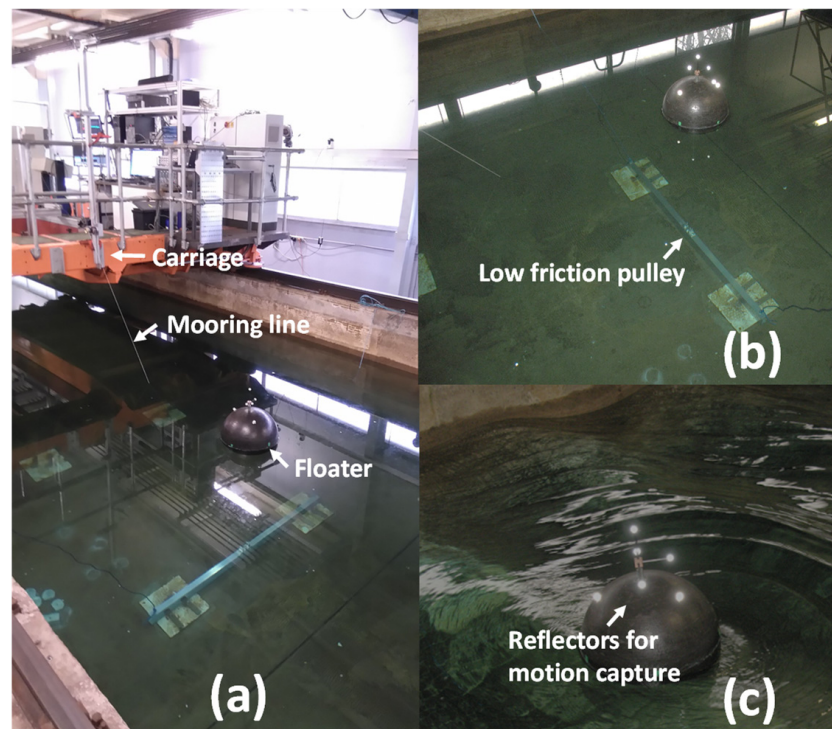 Carriage
Mooring line
Floater
(a)
Low friction pulley
(b)
Reflectors for
motion capture
(c)